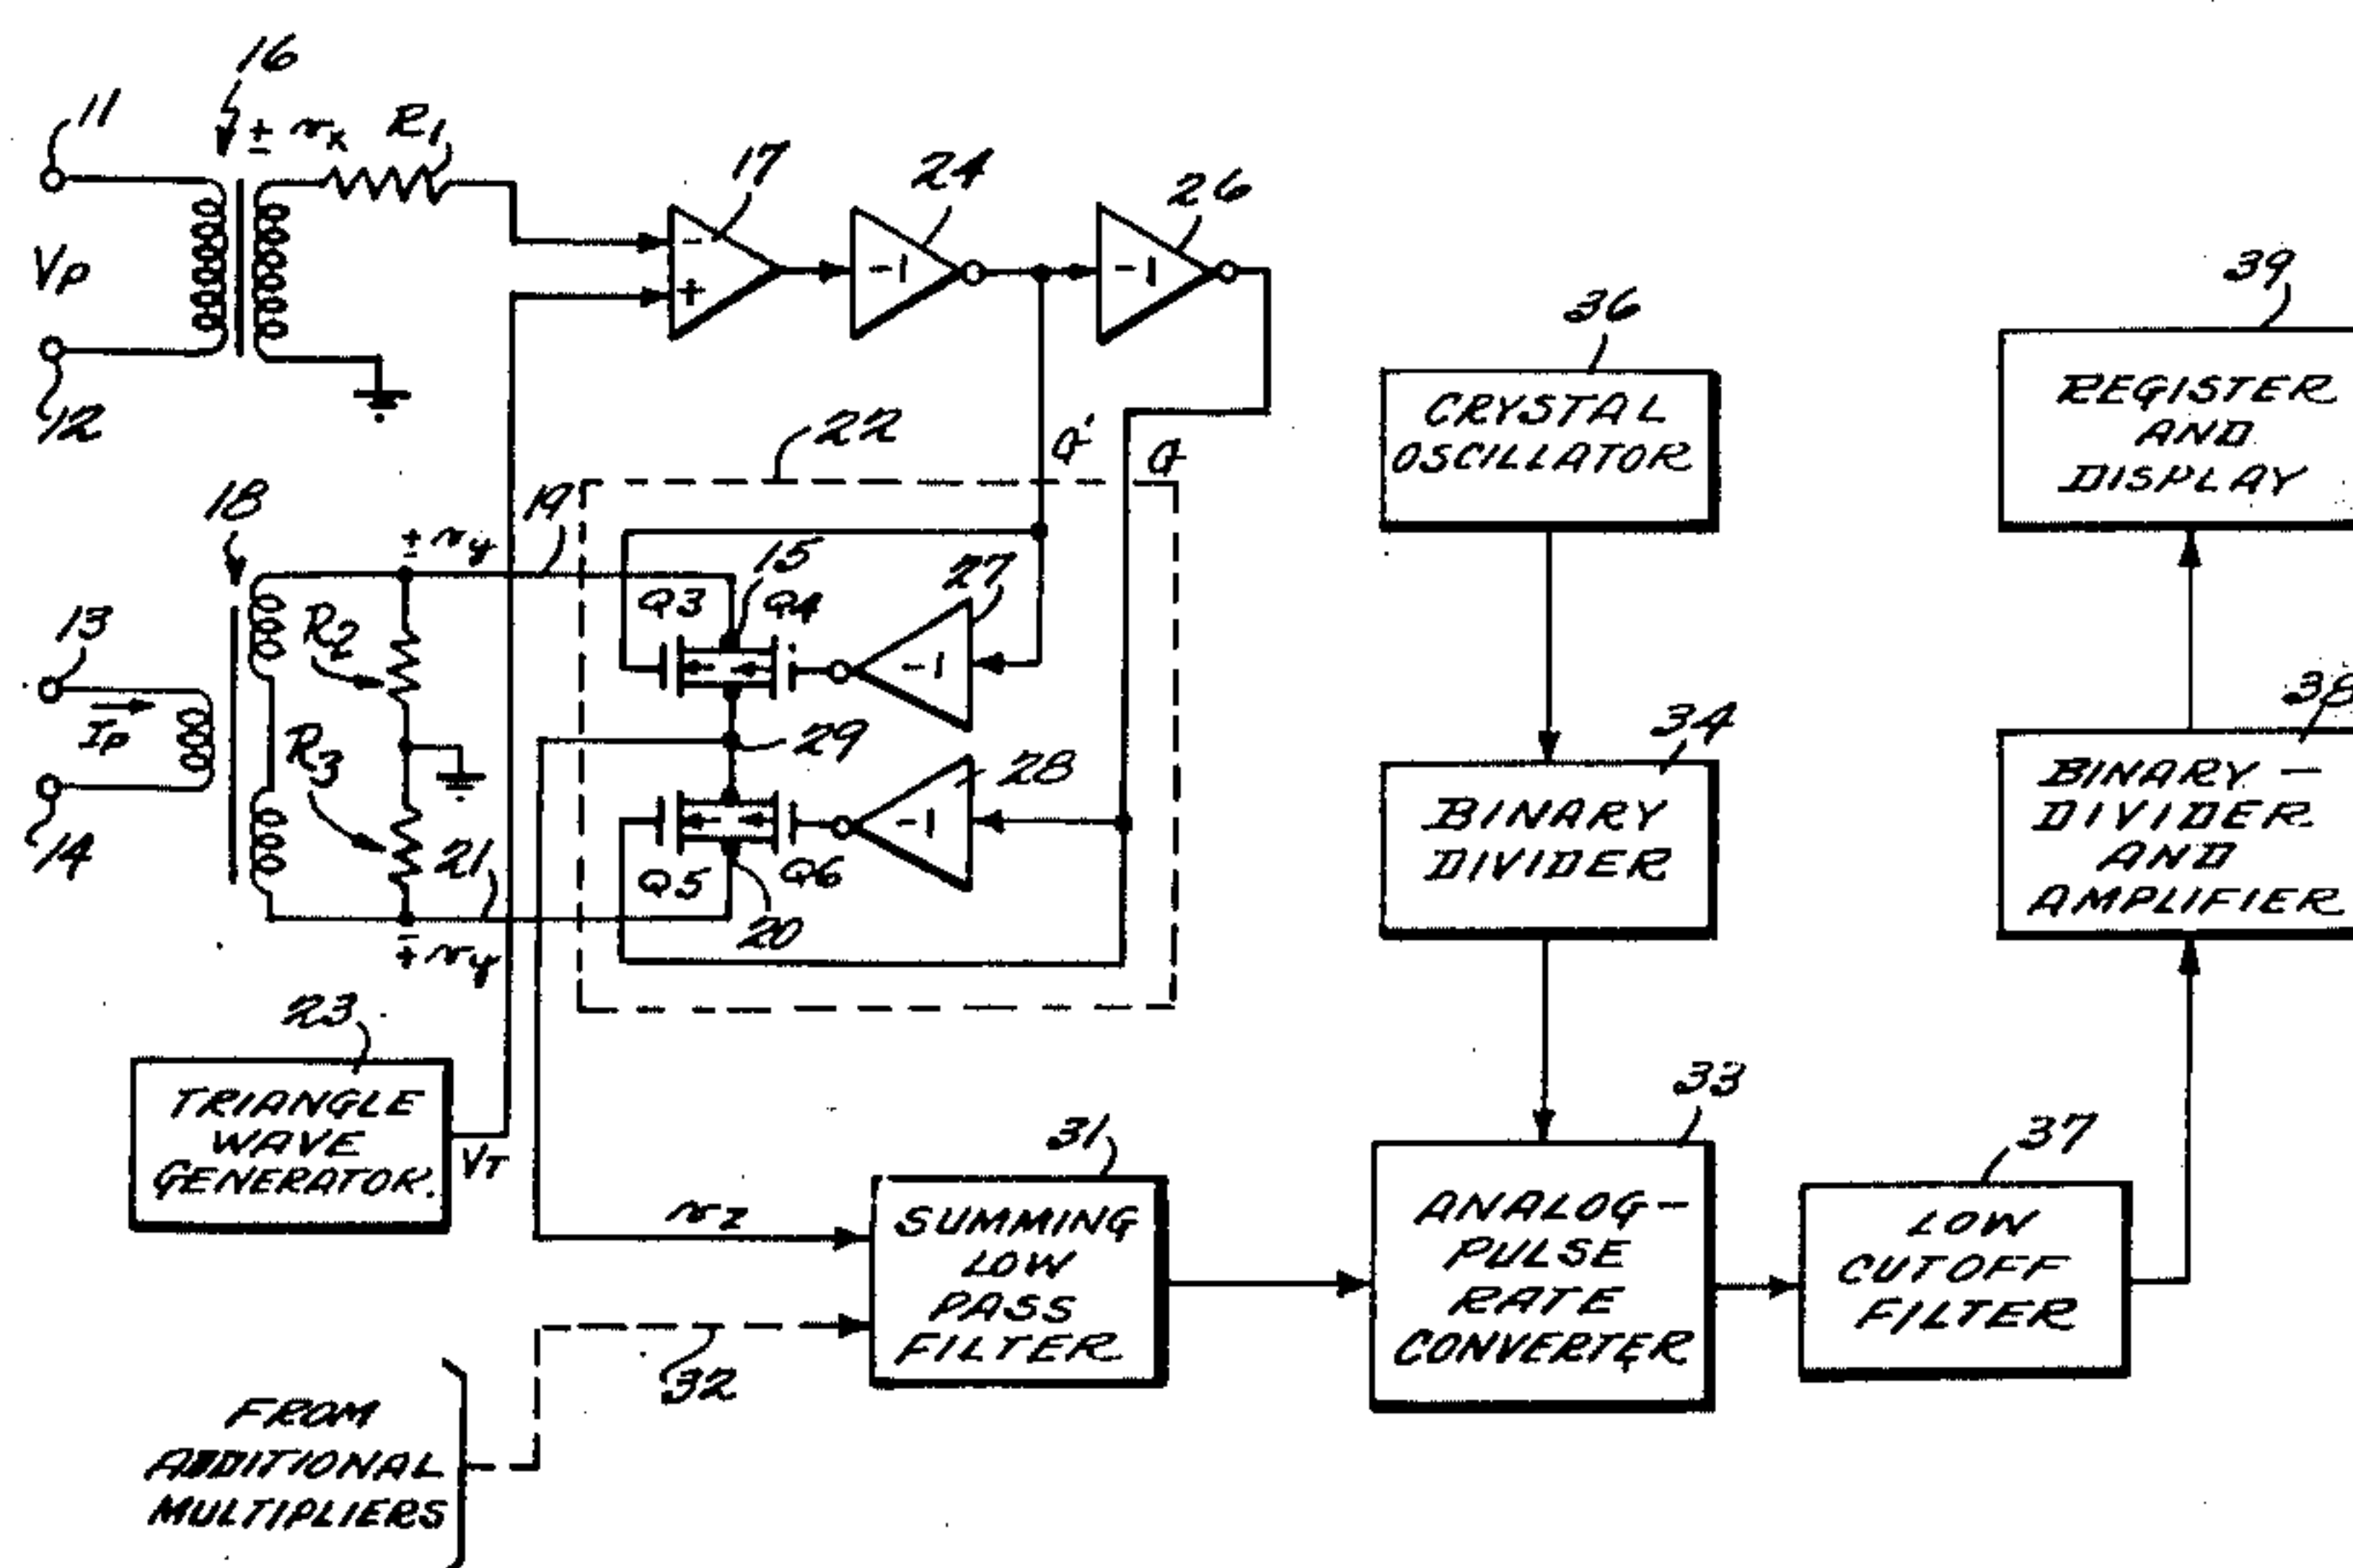 16
11
± vx
R1
17
24
26
Vp
12
36
CRYSTAL
OSCILLATOR
39
REGISTER
AND
DISPLAY
22
Q'
Q
18
± vy
19
15
Q3
Q4
27
13
R2
Ip
R3
29
28
14
21
Q5
Q6
20
∓ vy
-1
-1
-1
-1
-
+
34
BINARY
DIVIDER
38
BINARY-
DIVIDER
AND
AMPLIFIER
23
TRIANGLE
WAVE
GENERATOR.
VT
vz
31
SUMMING
LOW
PASS
FILTER
32
33
ANALOG-
PULSE
RATE
CONVERTER
37
LOW
CUTOFF
FILTER
FROM
ADDITIONAL
MULTIPLIERS